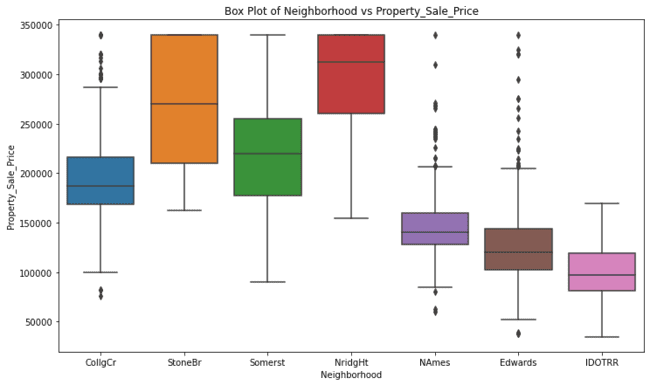 Box Plot of Neighborhood vs Property_Sale_Price
Property_Sale_Price
350000
300000
250000
200000
150000
100000
50000
CollgCr StoneBr Somerst NridgHt NAmes Edwards IDOTRR
Neighborhood